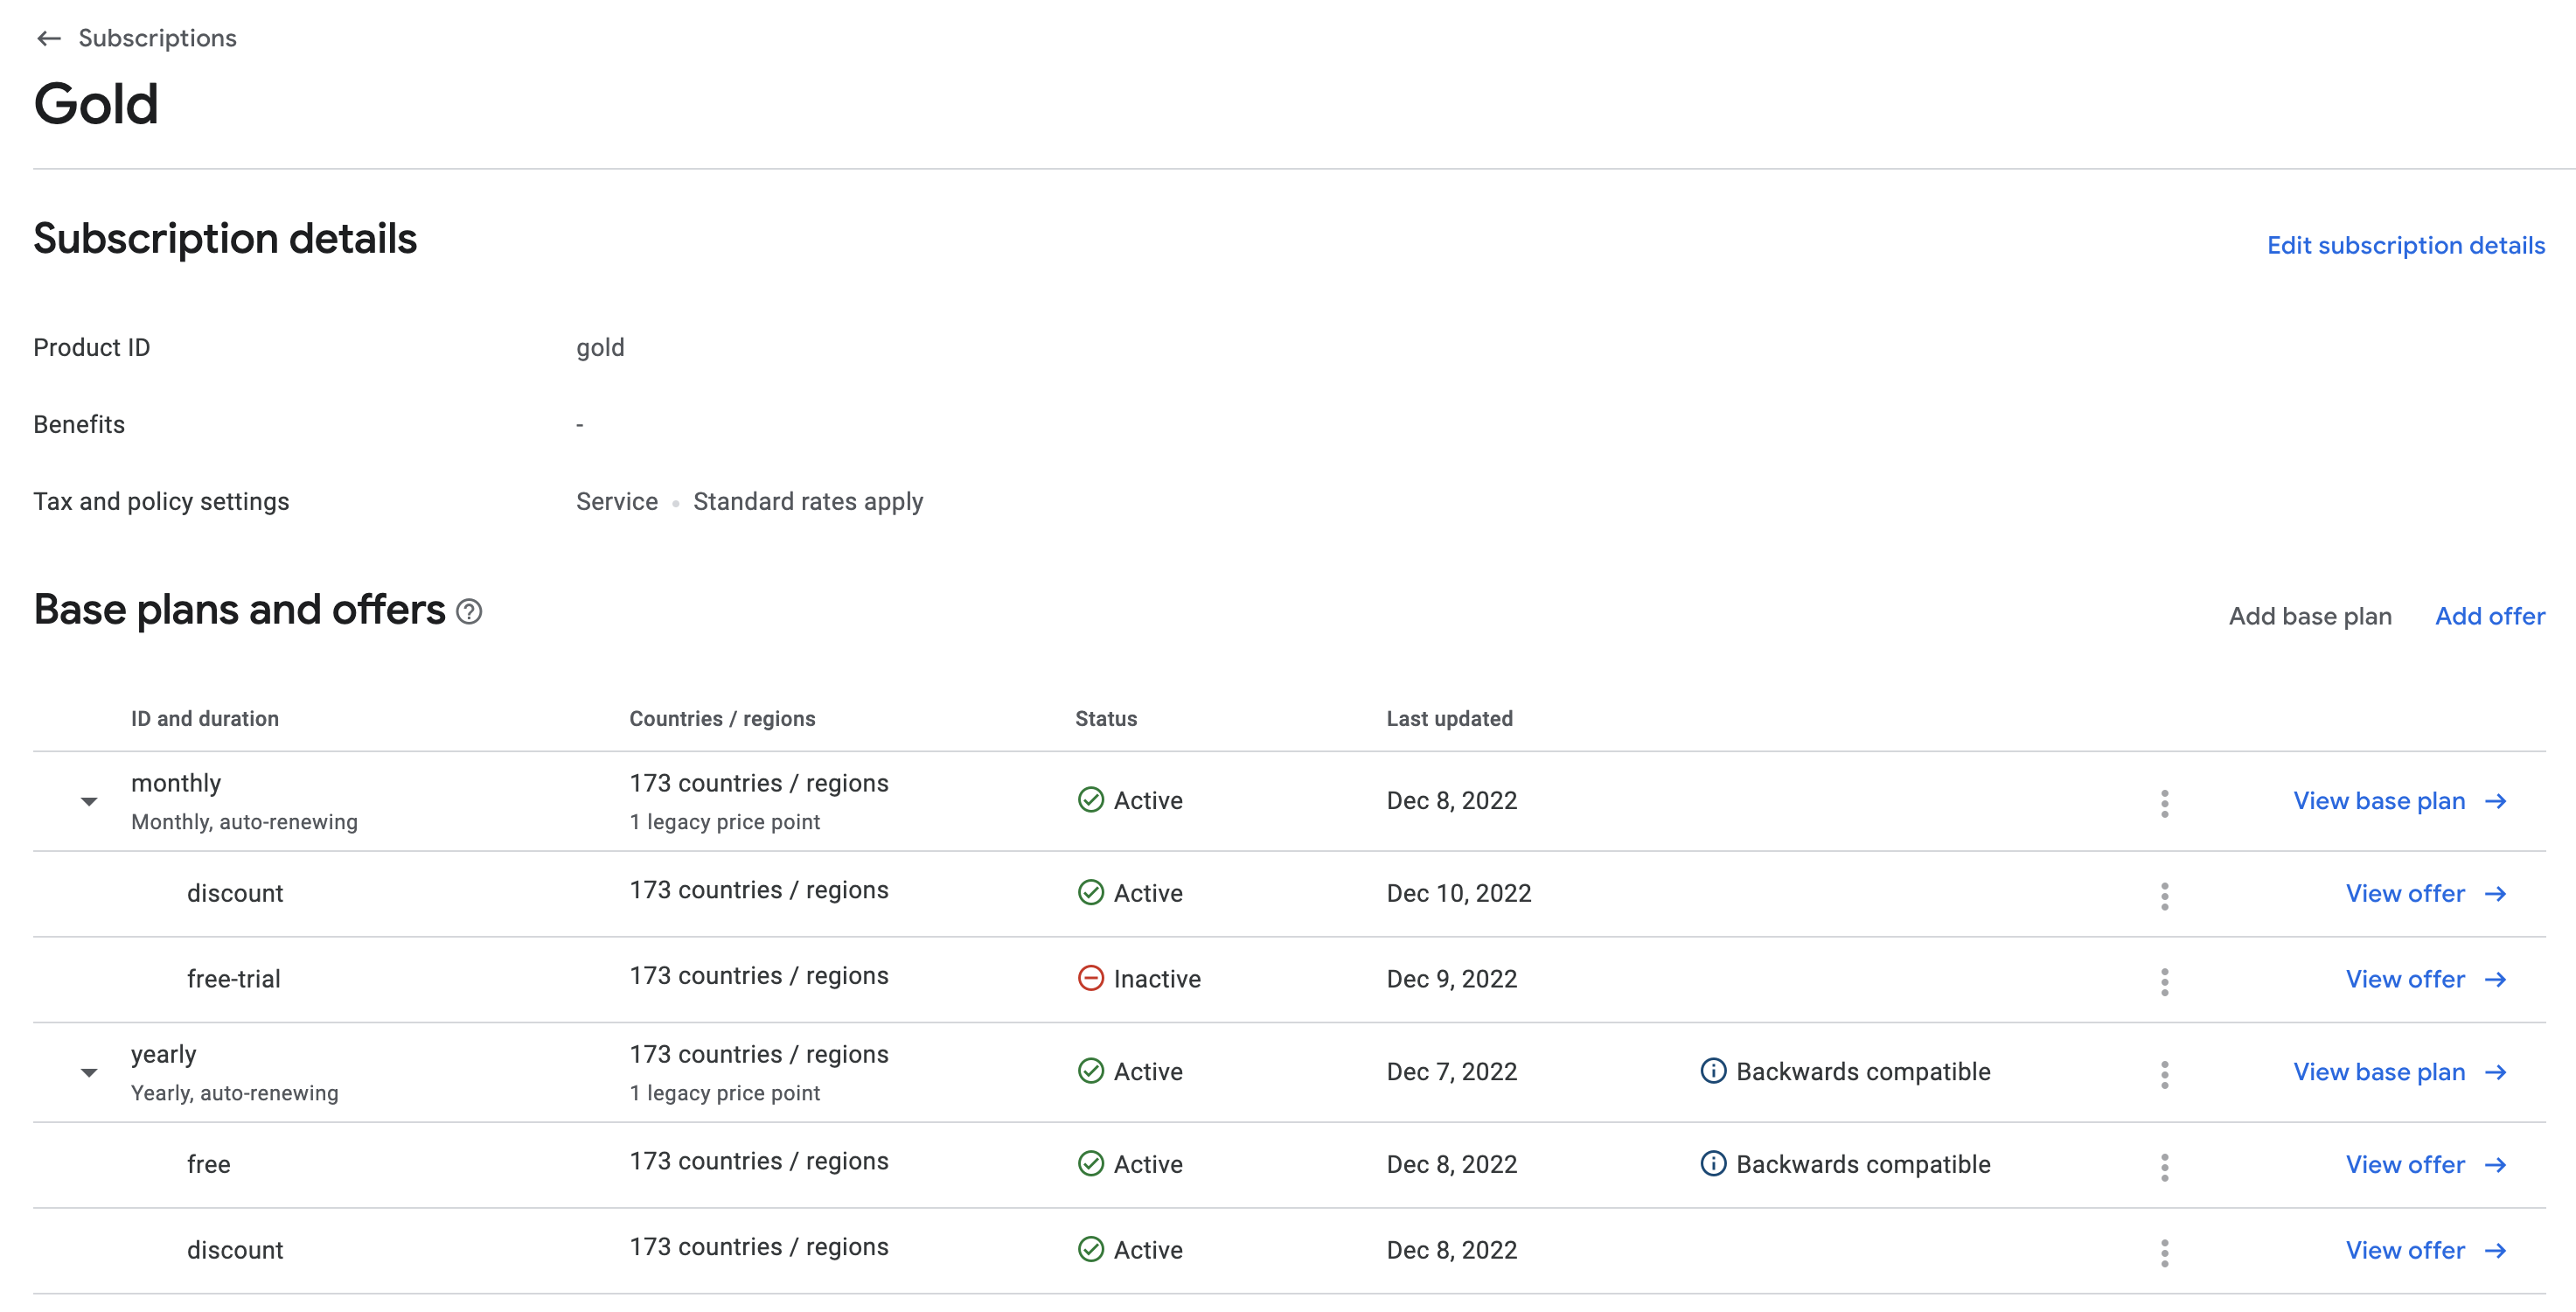 Subscriptions
Gold
Subscription details
Edit subscription details
Product ID gold
Benefits -
Tax and policy settings Service • Standard rates apply
Base plans and offers
Add base plan Add offer
ID and duration Countries / regions Status Last updated
monthly 173 countries / regions Active Dec 8, 2022 View base plan
Monthly, auto-renewing 1 legacy price point
discount 173 countries / regions Active Dec 10, 2022 View offer
free-trial 173 countries / regions Inactive Dec 9, 2022 View offer
yearly 173 countries / regions Active Dec 7, 2022 Backwards compatible View base plan
Yearly, auto-renewing 1 legacy price point
free 173 countries / regions Active Dec 8, 2022 Backwards compatible View offer
discount 173 countries / regions Active Dec 8, 2022 View offer